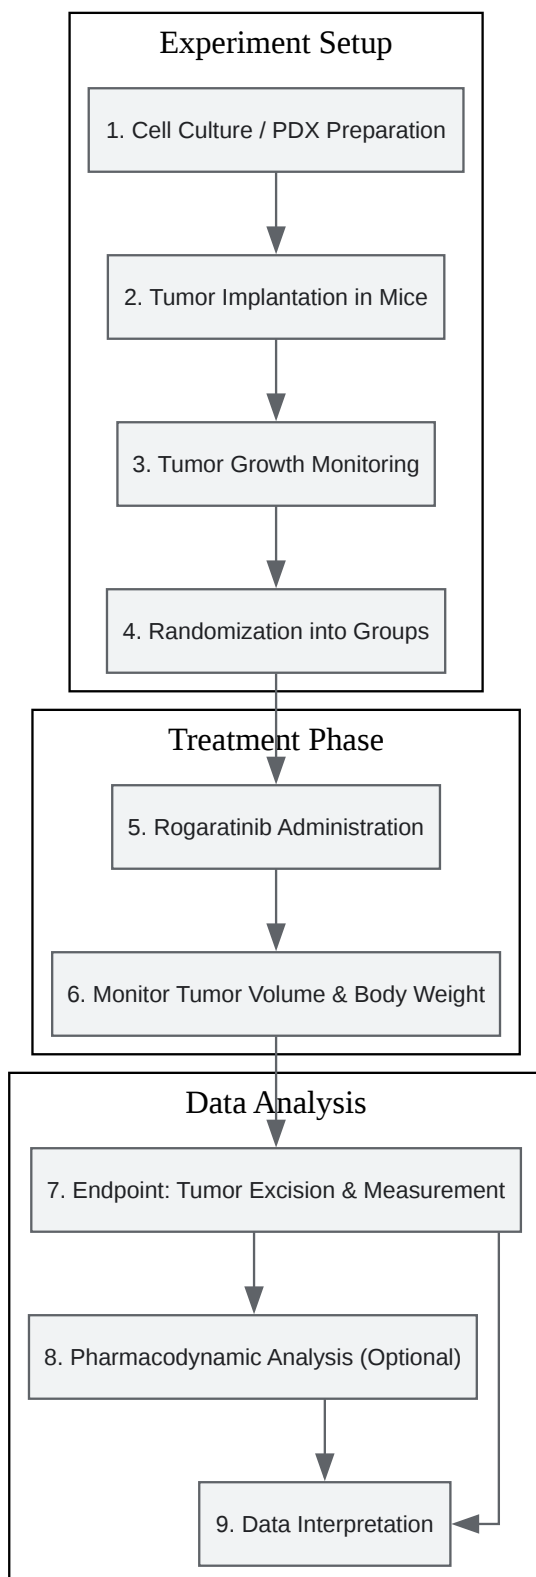 Experiment Setup
1. Cell Culture / PDX Preparation
2. Tumor Implantation in Mice
3. Tumor Growth Monitoring
4. Randomization into Groups
Treatment Phase
5. Rogaratinib Administration
6. Monitor Tumor Volume & Body Weight
Data Analysis
7. Endpoint: Tumor Excision & Measurement
8. Pharmacodynamic Analysis (Optional)
9. Data Interpretation